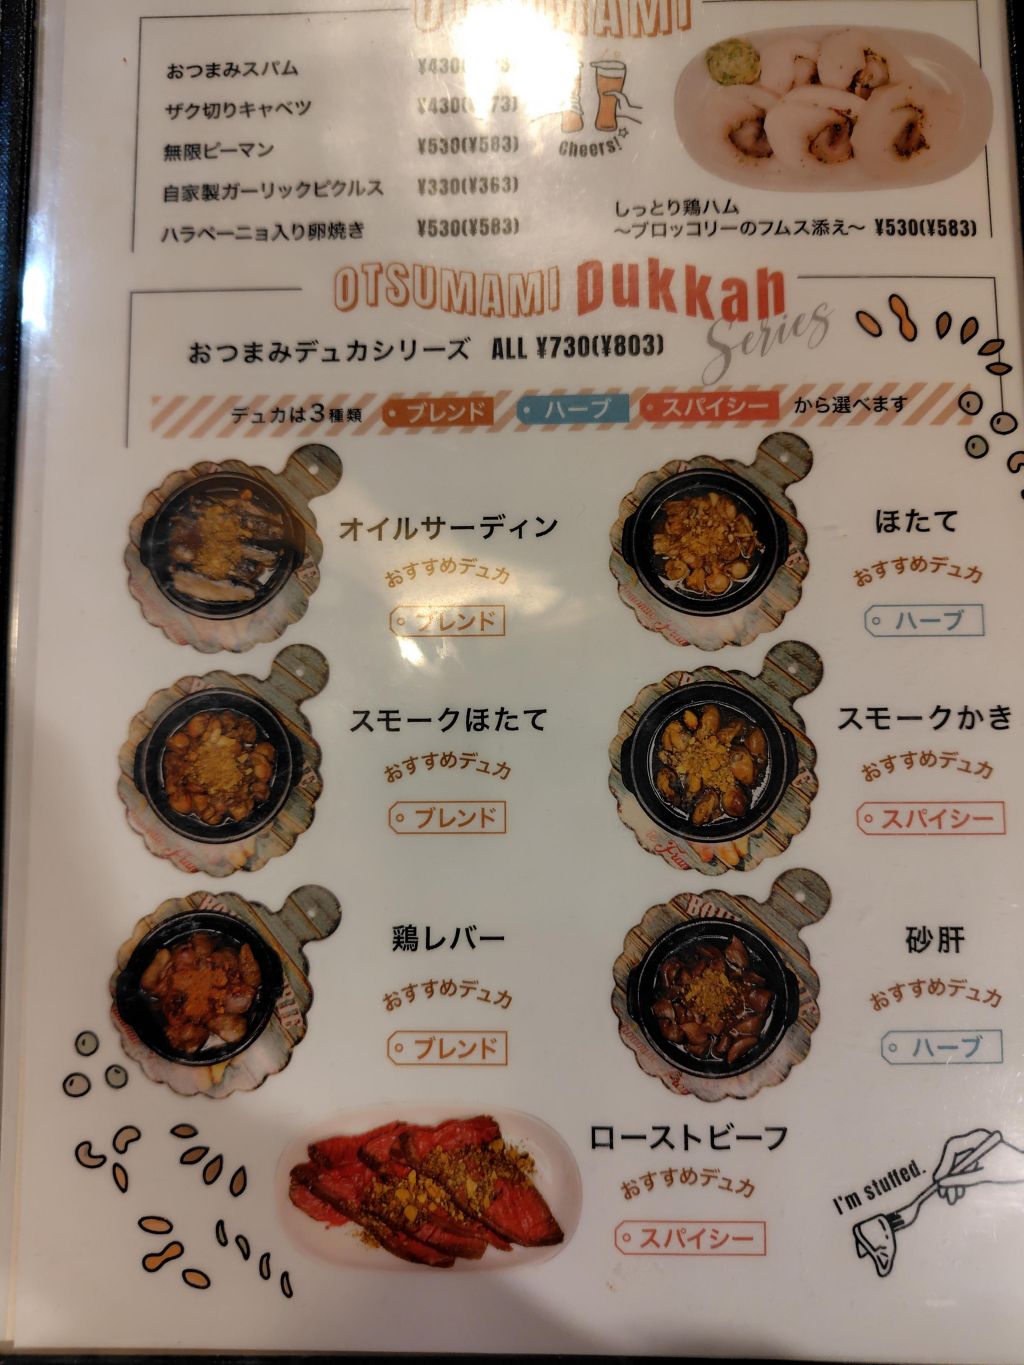 OTSUMAMI
おつまみスパム ¥430
ザク切りキャベツ ¥430(¥473)
無限ピーマン ¥530(¥583)
自家製ガーリックピクルス ¥330(¥363)
ハラペーニョ入り卵焼き ¥530(¥583)
Cheers!
しっとり鶏ハム
〜ブロッコリーのフムス添え〜 ¥530(¥583)
OTSUMAMI Dukkah
Series
おつまみデュカシリーズ ALL ¥730(¥803)
デュカは3種類 ブレンド ハーブ スパイシー から選べます
オイルサーディン
おすすめデュカ
ブレンド
ほたて
おすすめデュカ
ハーブ
スモークほたて
おすすめデュカ
ブレンド
スモークかき
おすすめデュカ
スパイシー
鶏レバー
おすすめデュカ
ブレンド
砂肝
おすすめデュカ
ハーブ
ローストビーフ
おすすめデュカ
スパイシー
I'm stuffed.